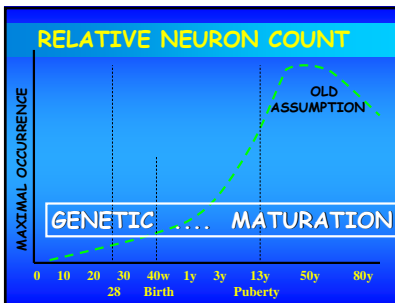 RELATIVE NEURON COUNT
MAXIMAL OCCURRENCE
OLD
ASSUMPTION
GENETIC .... MATURATION
0 10 20 30 40w 1y 3y 13y 50y 80y
28 Birth Puberty